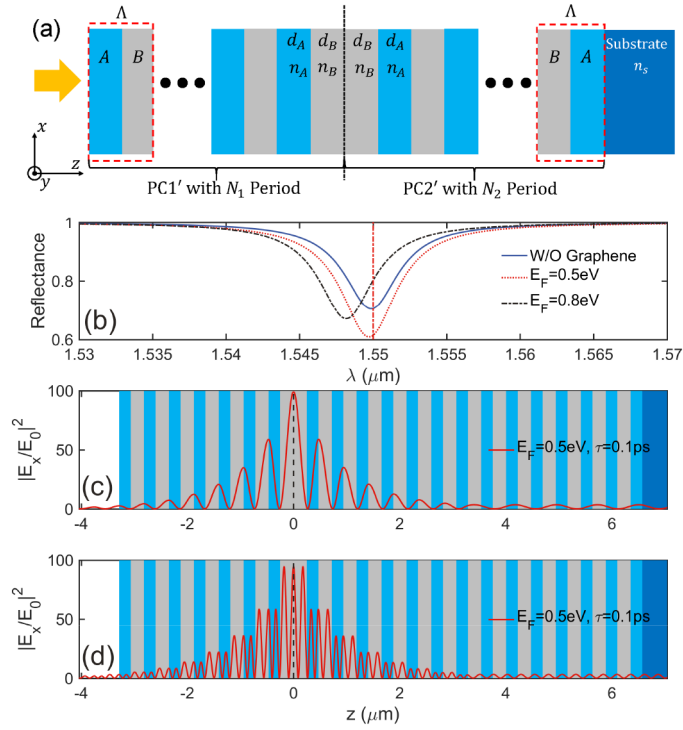 (a)
Λ Λ
A B d_A d_B d_B d_A B A Substrate
n_A n_B n_B n_A n_s
x
z
y
PC1′ with N₁ Period PC2′ with N₂ Period
1
0.8
0.6
Reflectance
(b)
W/O Graphene
E_F=0.5eV
E_F=0.8eV
1.53 1.535 1.54 1.545 1.55 1.555 1.56 1.565 1.57
λ (μm)
100
50
0
|E_x/E_0|²
(c)
E_F=0.5eV, τ=0.1ps
-4 -2 0 2 4 6
100
50
0
|E_x/E_0|²
(d)
E_F=0.5eV, τ=0.1ps
-4 -2 0 2 4 6
z (μm)